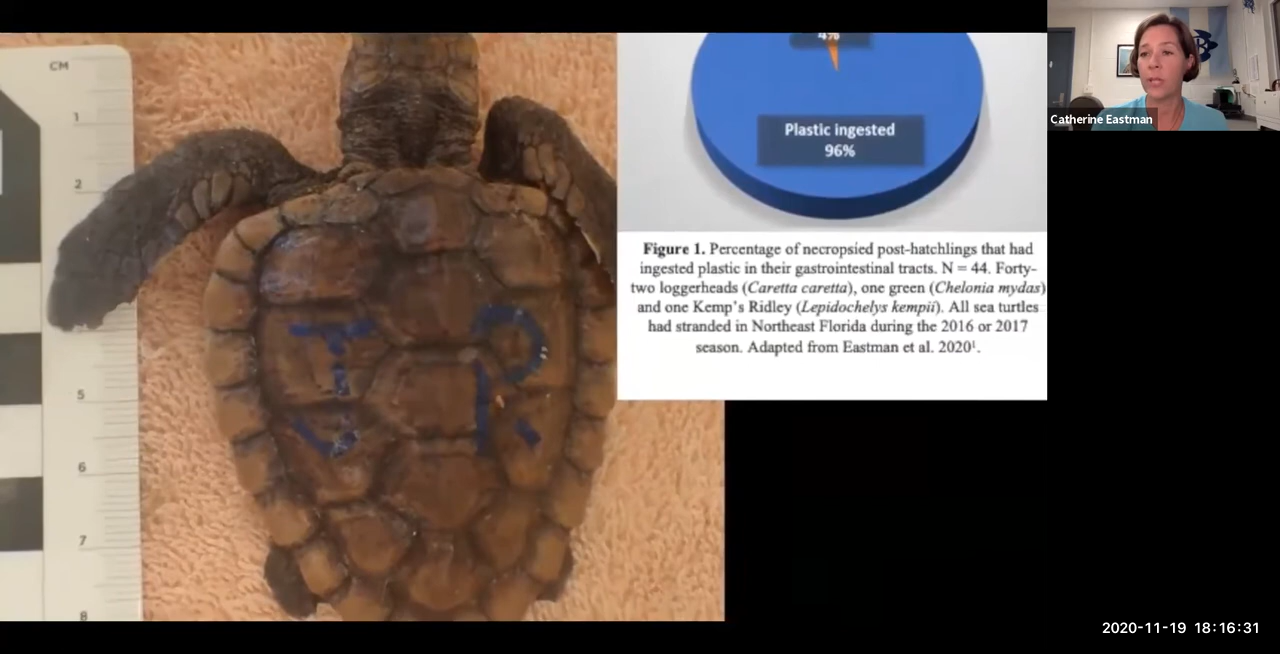 CM
1
2
5
6
7
8
4%
Plastic ingested
96%
Figure 1. Percentage of necropsied post-hatchlings that had
ingested plastic in their gastrointestinal tracts. N = 44. Forty-
two loggerheads (Caretta caretta), one green (Chelonia mydas)
and one Kemp's Ridley (Lepidochelys kempii). All sea turtles
had stranded in Northeast Florida during the 2016 or 2017
season. Adapted from Eastman et al. 2020¹.
Catherine Eastman
2020-11-19 18:16:31